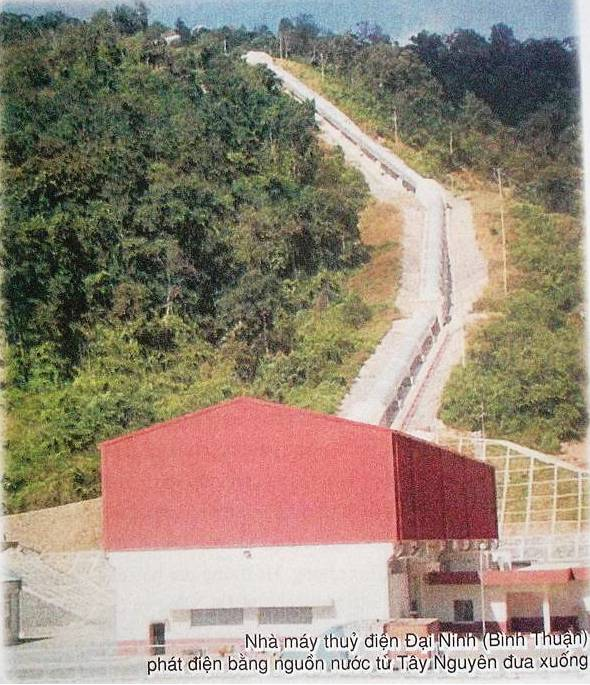 Nhà máy thuỷ điện Đại Ninh (Bình Thuận)
phát điện bằng nguồn nước từ Tây Nguyên đưa xuống